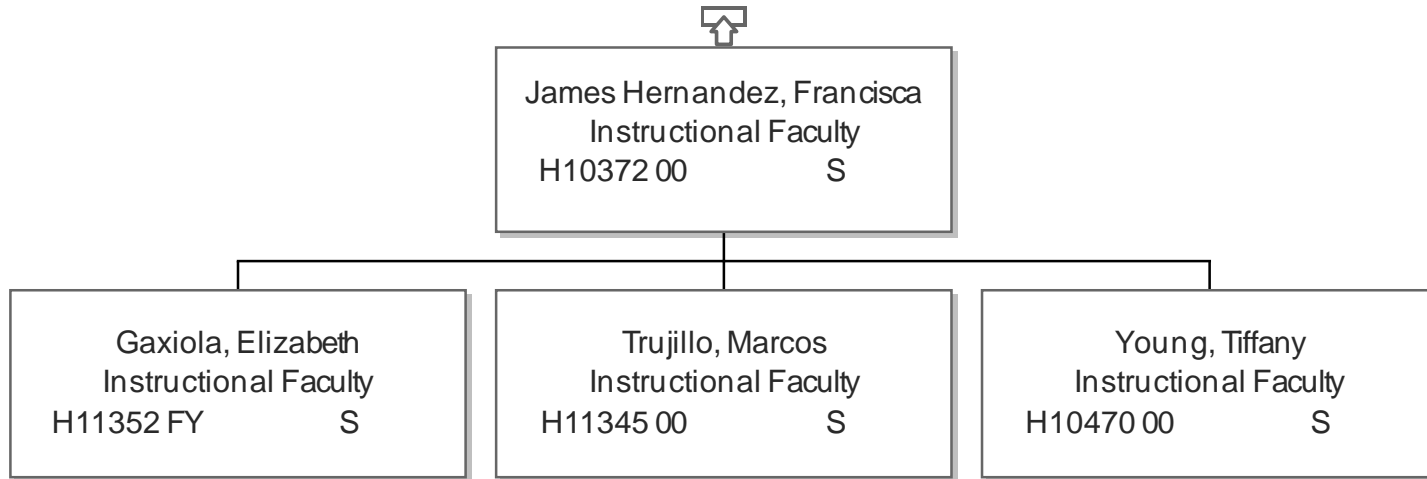 James Hernandez, Francisca
Instructional Faculty
H10372 00 S
Gaxiola, Elizabeth
Instructional Faculty
H11352 FY S
Trujillo, Marcos
Instructional Faculty
H11345 00 S
Young, Tiffany
Instructional Faculty
H10470 00 S